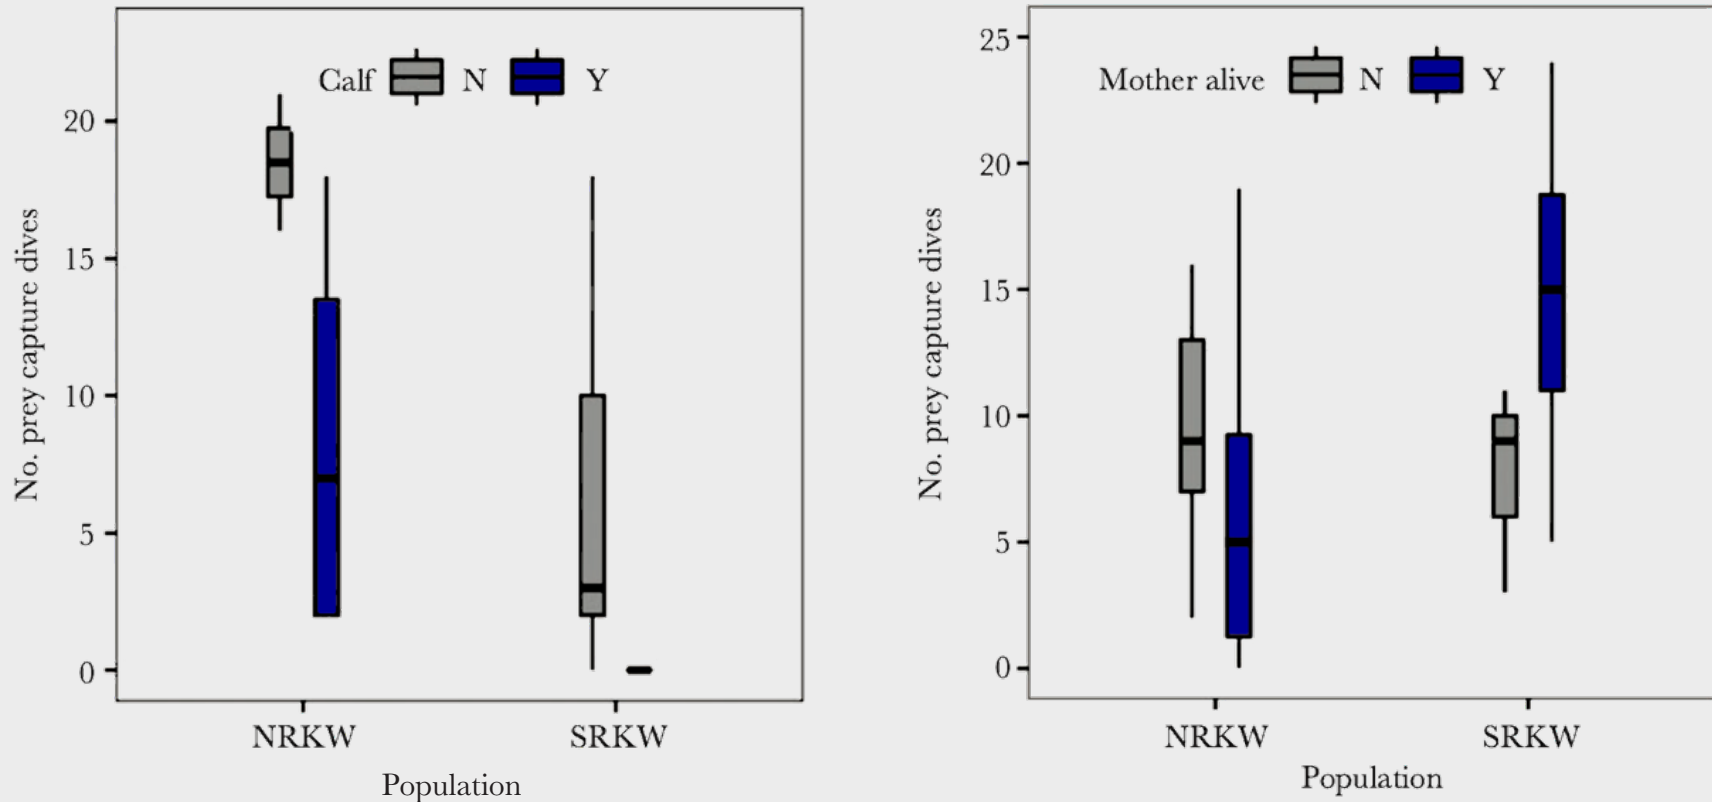 Calf N Y
No. prey capture dives
20
15
10
5
0
NRKW SRKW
Population
Mother alive N Y
No. prey capture dives
25
20
15
10
5
0
NRKW SRKW
Population